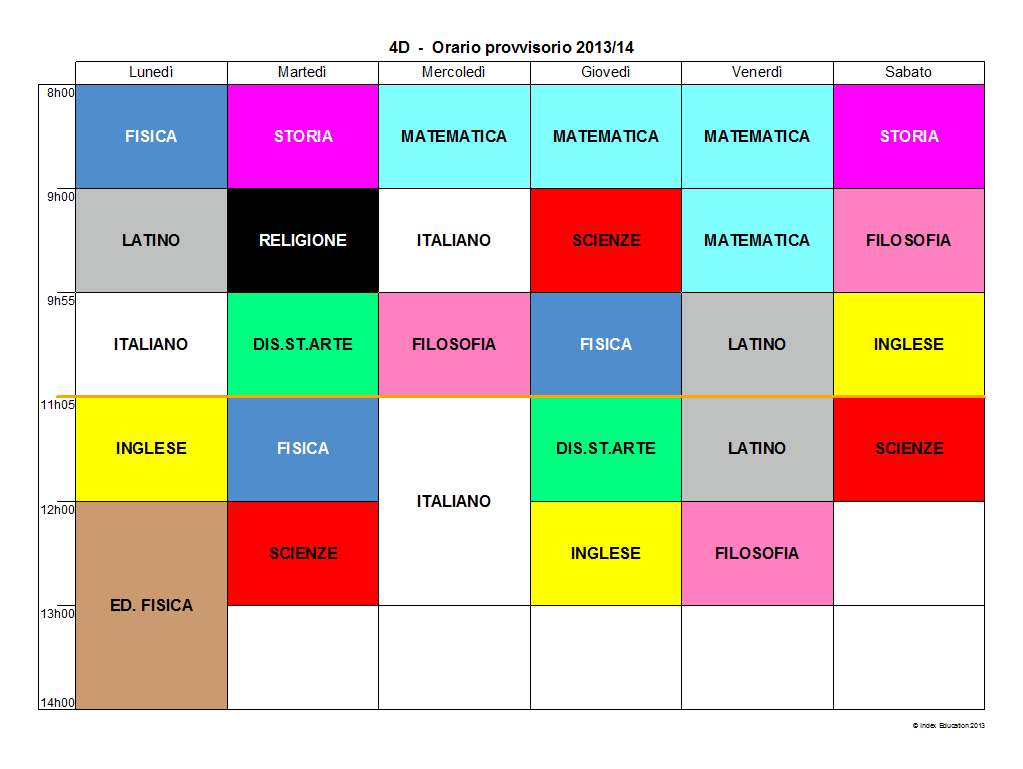 4D - Orario provvisorio 2013/14
Lunedì Martedì Mercoledì Giovedì Venerdì Sabato
8h00
FISICA STORIA MATEMATICA MATEMATICA MATEMATICA STORIA
9h00
LATINO RELIGIONE ITALIANO SCIENZE MATEMATICA FILOSOFIA
9h55
ITALIANO DIS.ST.ARTE FILOSOFIA FISICA LATINO INGLESE
11h05
INGLESE FISICA DIS.ST.ARTE LATINO SCIENZE
ITALIANO
12h00
SCIENZE INGLESE FILOSOFIA
ED. FISICA
13h00
14h00
© Index Education 2013